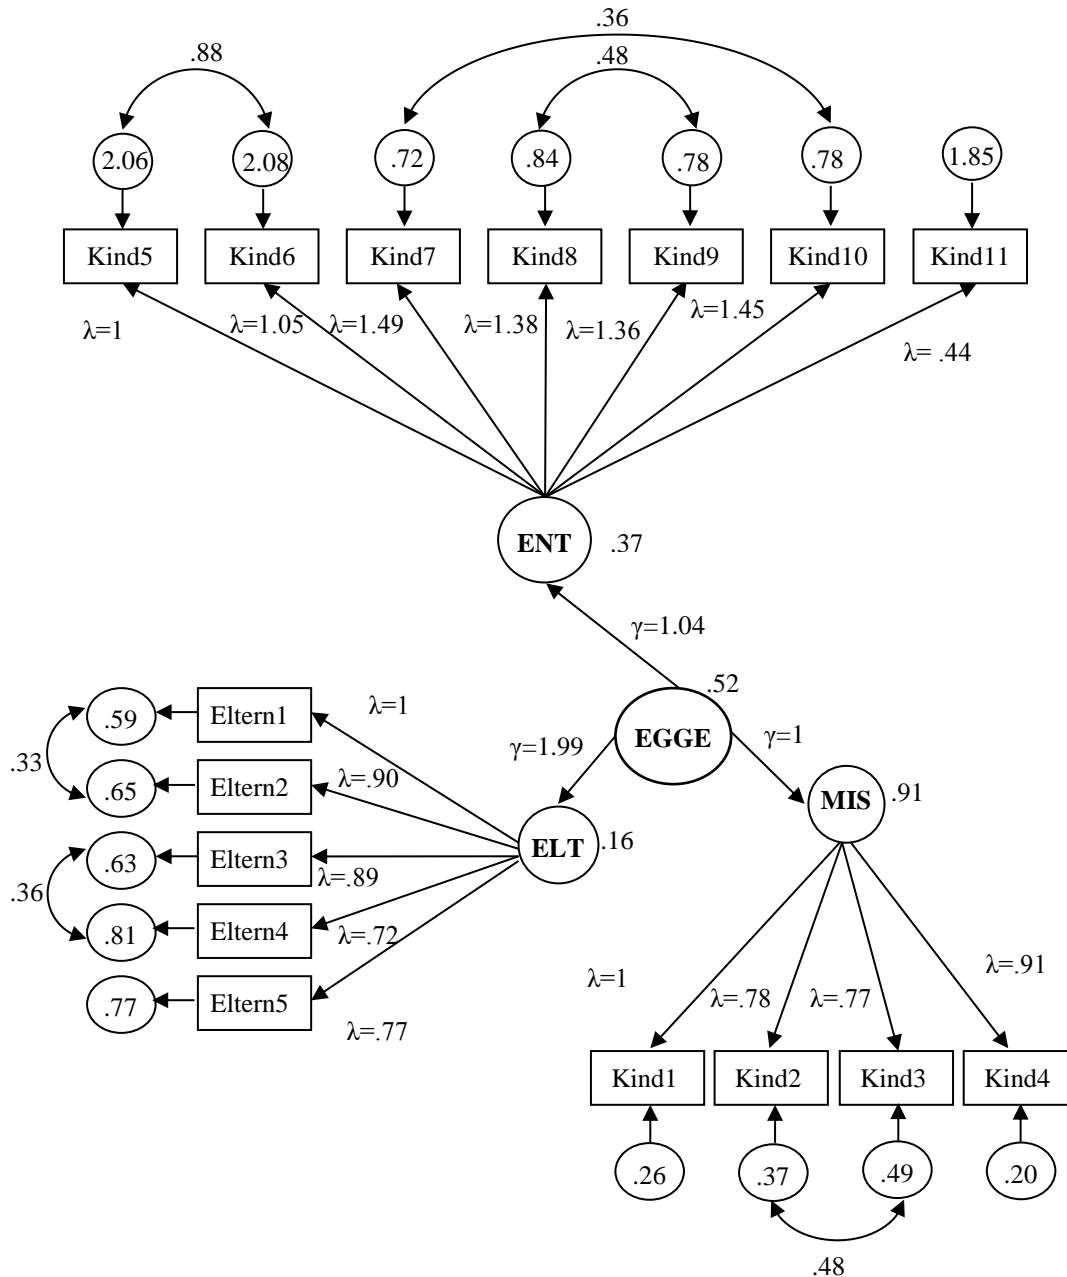 .36
.88
.48
2.06 2.08 .72 .84 .78 .78 1.85
Kind5 Kind6 Kind7 Kind8 Kind9 Kind10 Kind11
λ=1 λ=1.05 λ=1.49 λ=1.38 λ=1.36 λ=1.45 λ= .44
ENT .37
γ=1.04
.52
EGGE
γ=1.99 γ=1
MIS .91
ELT .16
.59 Eltern1 λ=1
.33
.65 Eltern2 λ=.90
.63 Eltern3 λ=.89
.36
.81 Eltern4 λ=.72
.77 Eltern5 λ=.77
λ=1 λ=.78 λ=.77 λ=.91
Kind1 Kind2 Kind3 Kind4
.26 .37 .49 .20
.48